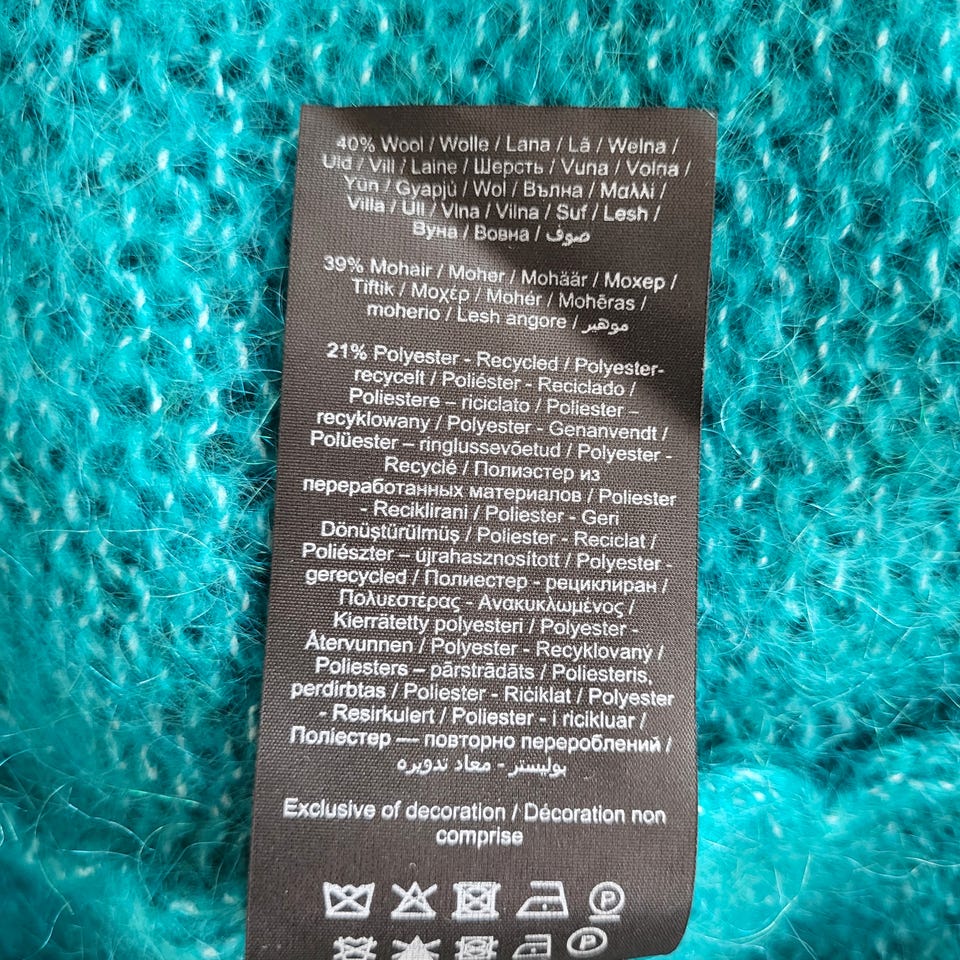 40% Wool / Wolle / Lana / Lã / Wełna /
Uld / Vill / Laine / Шерсть / Vuna / Volna /
Yün / Gyapjú / Wol / Вълна / Μαλλί /
Villa / Ull / Vlna / Vilna / Suf / Lesh /
Вуна / Вовна / صوف
39% Mohair / Moher / Mohäär / Мохер /
Tiftik / Μοχέρ / Mohér / Mohēras /
moherio / Lesh angore / موهير
21% Polyester - Recycled / Polyester-
recycelt / Poliéster - Reciclado /
Poliestere – riciclato / Poliester –
recyklowany / Polyester - Genanvendt /
Polüester – ringlussevõetud / Polyester -
Recyclé / Полиэстер из
переработанных материалов / Poliester
- Reciklirani / Poliester - Geri
Dönüştürülmüş / Poliester - Reciclat /
Poliészter – újrahasznosított / Polyester -
gerecycled / Полиестер - рециклиран /
Πολυεστέρας - Ανακυκλωμένος /
Kierrätetty polyesteri / Polyester -
Återvunnen / Polyester - Recyklovaný /
Poliesters – pārstrādāts / Poliesteris,
perdirbtas / Poliester - Riċiklat / Polyester
- Resirkulert / Poliester - i ricikluar /
Поліестер — повторно перероблений /
بوليستر - معاد تدويره
Exclusive of decoration / Décoration non
comprise
P
P